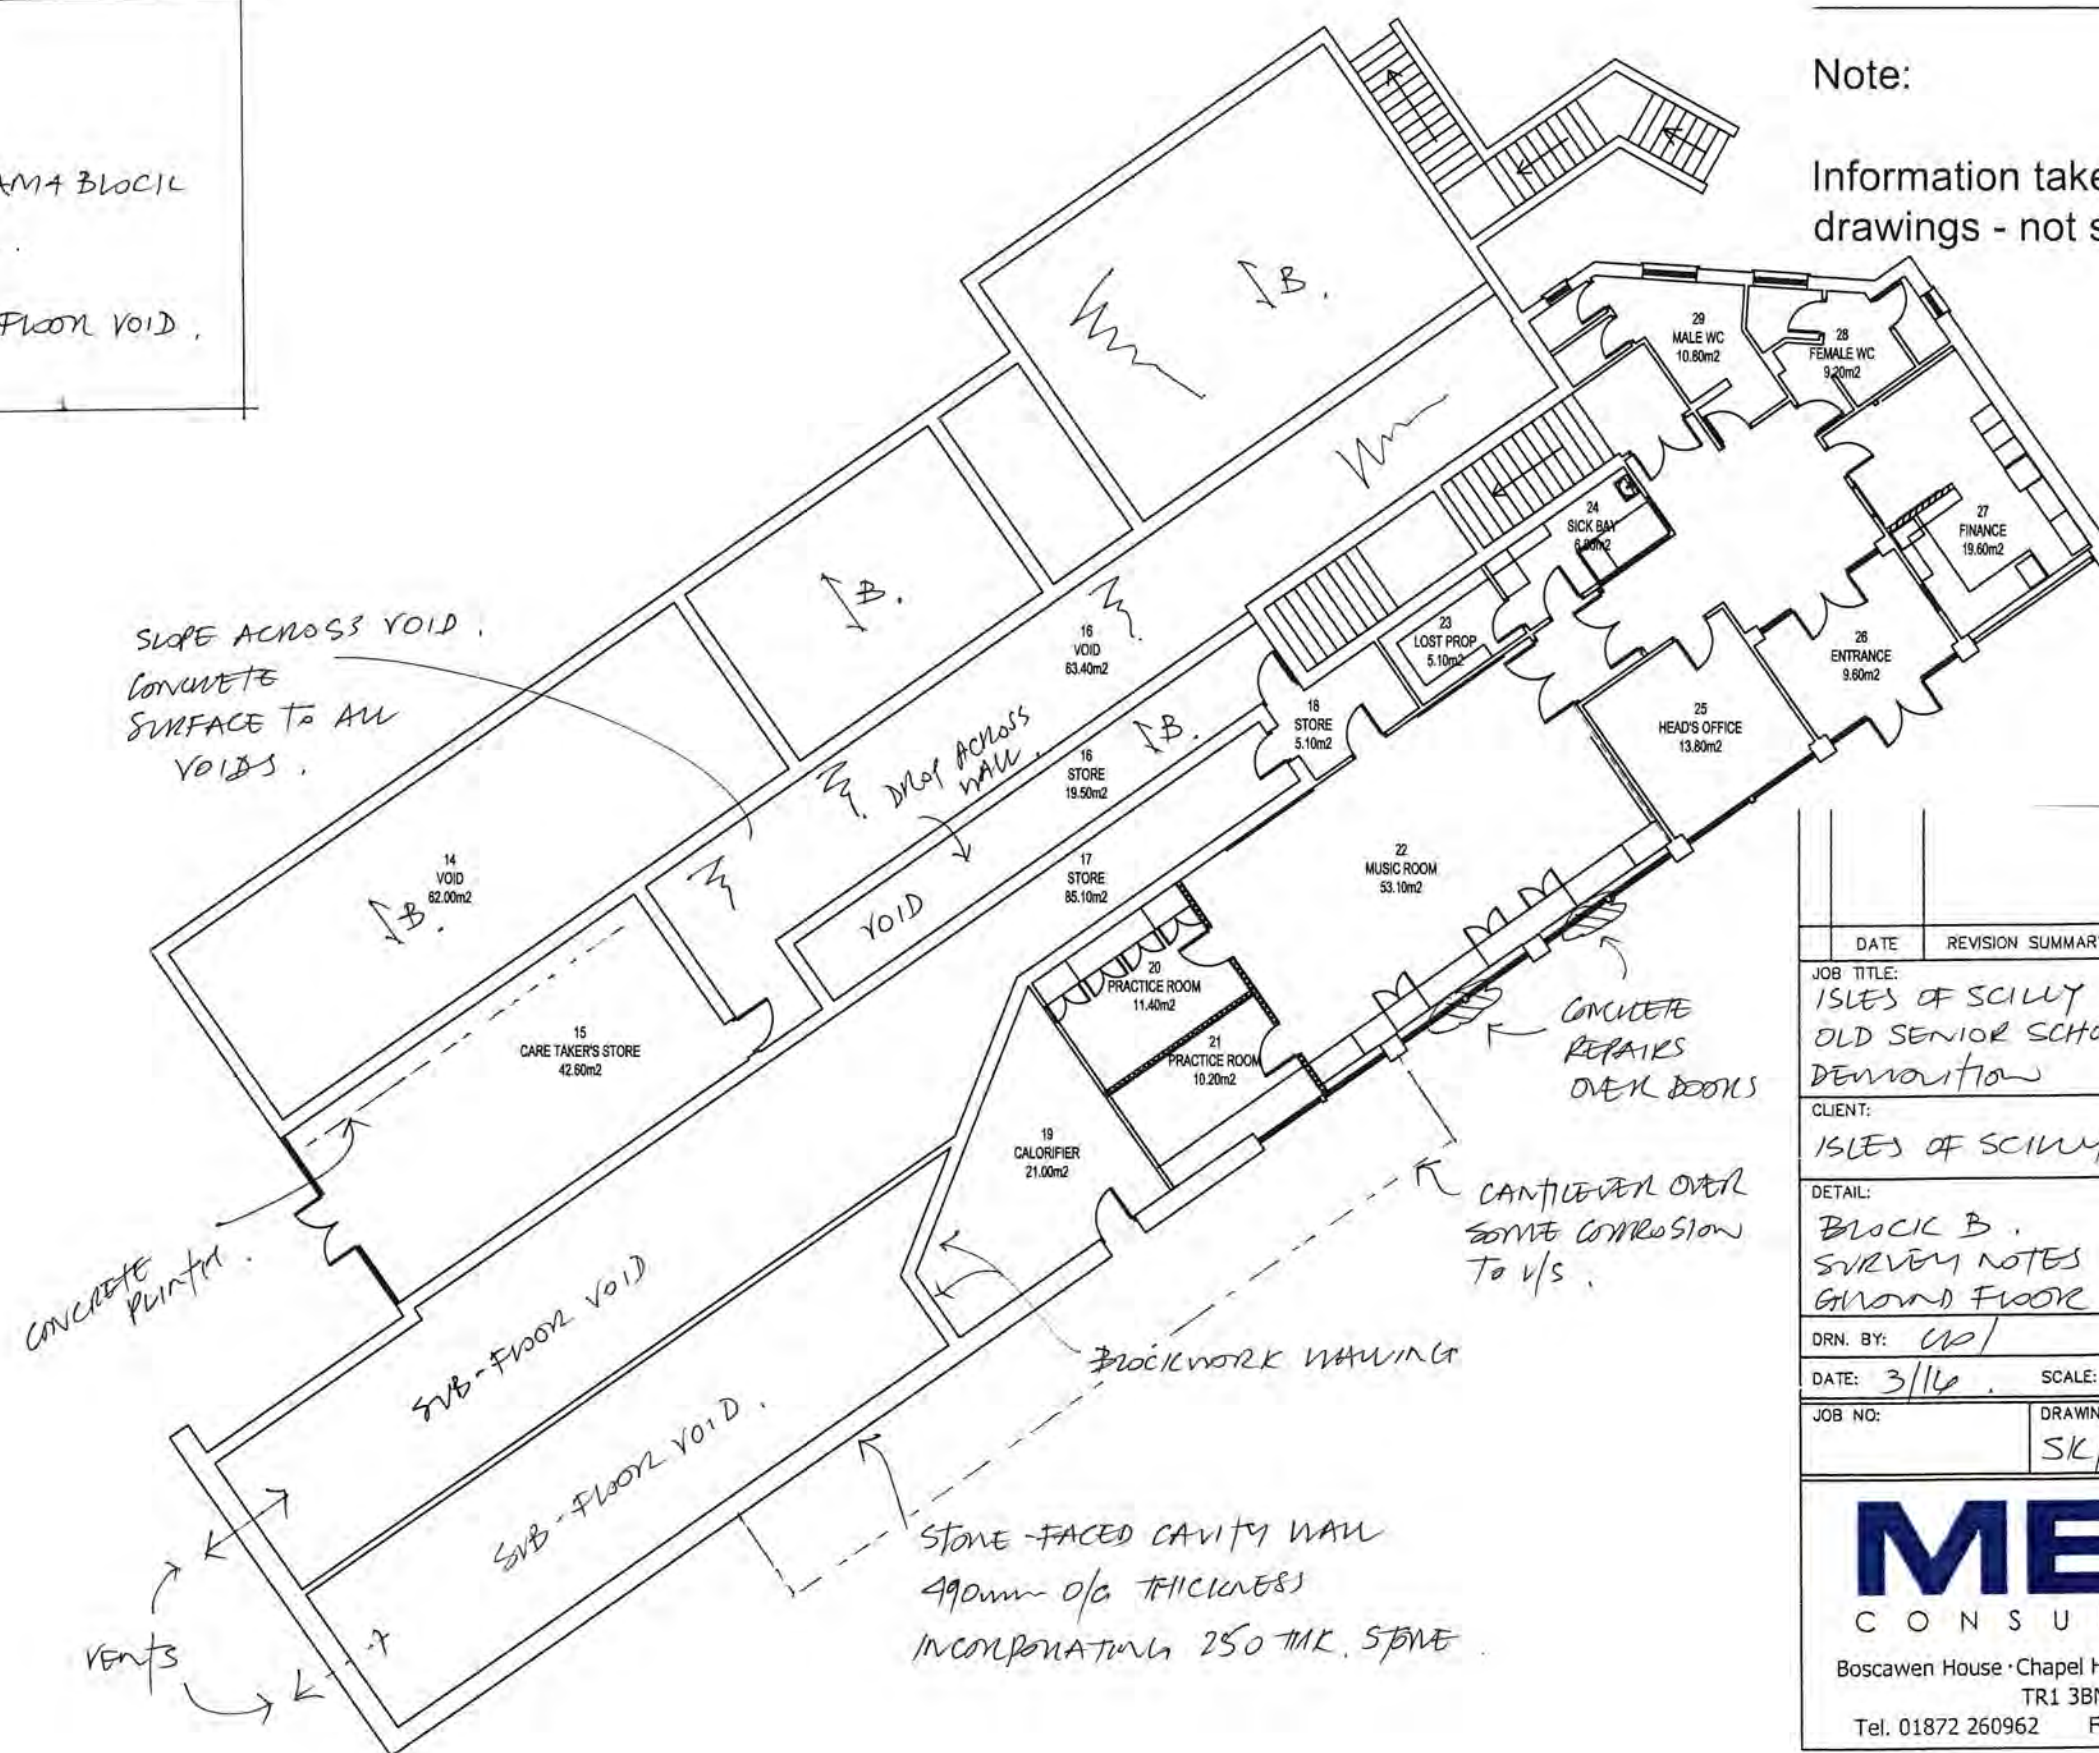 BLOCK
FLOOR VOID.
Note:
Information take
drawings - not s
B.
B.
B.
B.
29
MALE WC
10.80m2
28
FEMALE WC
9.20m2
27
FINANCE
19.60m2
24
SICK BAY
23
LOST PROP
5.10m2
26
ENTRANCE
9.60m2
25
HEAD'S OFFICE
13.80m2
18
STORE
5.10m2
16
VOID
63.40m2
16
STORE
19.50m2
17
STORE
85.10m2
VOID
22
MUSIC ROOM
53.10m2
14
VOID
62.00m2
15
CARE TAKER'S STORE
42.60m2
20
PRACTICE ROOM
11.40m2
21
PRACTICE ROOM
10.20m2
19
CALORIFIER
21.00m2
SLOPE ACROSS VOID.
CONCRETE
SURFACE TO ALL
VOIDS.
DROP ACROSS
WALL.
CONCRETE
REPAIRS
OVER DOORS
CANTILEVER OVER
SOME CORROSION
TO U/S.
CONCRETE
PLINTH.
SUB-FLOOR VOID
SUB-FLOOR VOID.
BLOCKWORK WALLING
STONE-FACED CAVITY WALL
490mm O/A THICKNESS
INCORPORATING 250 THK. STONE.
VENTS
DATE
REVISION SUMMAR
JOB TITLE:
ISLES OF SCILLY
OLD SENIOR SCHO
DEMOLITION
CLIENT:
ISLES OF SCILLY
DETAIL:
BLOCK B.
SURVEY NOTES
GROUND FLOOR
DRN. BY:
DATE: 3/16. SCALE:
JOB NO:
DRAWIN
SK/
ME
CONSU
Boscawen House · Chapel H
TR1 3BN
Tel. 01872 260962 F